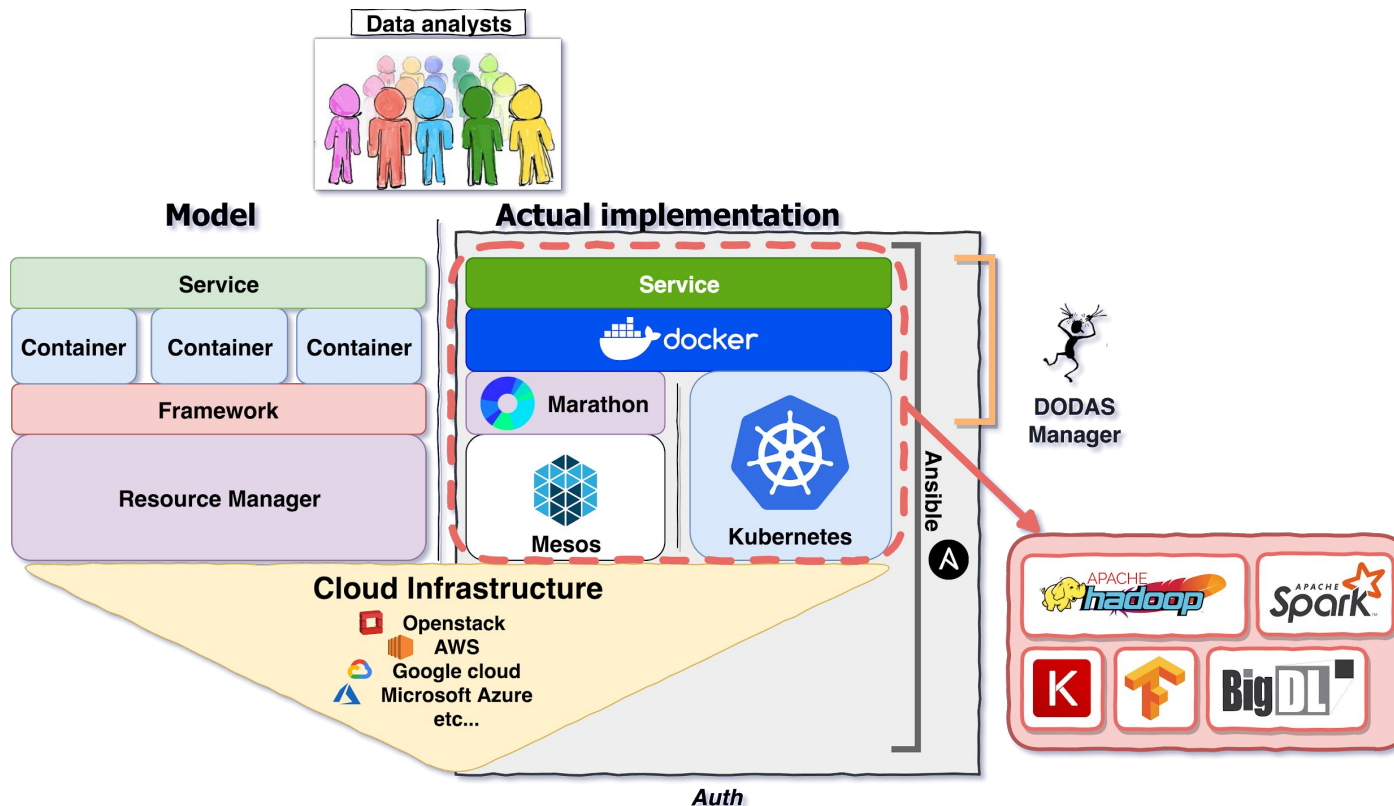 Data analysts
Model
Actual implementation
Service
Container
Container
Container
Framework
Resource Manager
Service
docker
Marathon
Mesos
Kubernetes
Ansible
DODAS
Manager
Cloud Infrastructure
Openstack
AWS
Google cloud
Microsoft Azure
etc...
APACHE
hadoop
APACHE
Spark™
K
BigDL
Auth